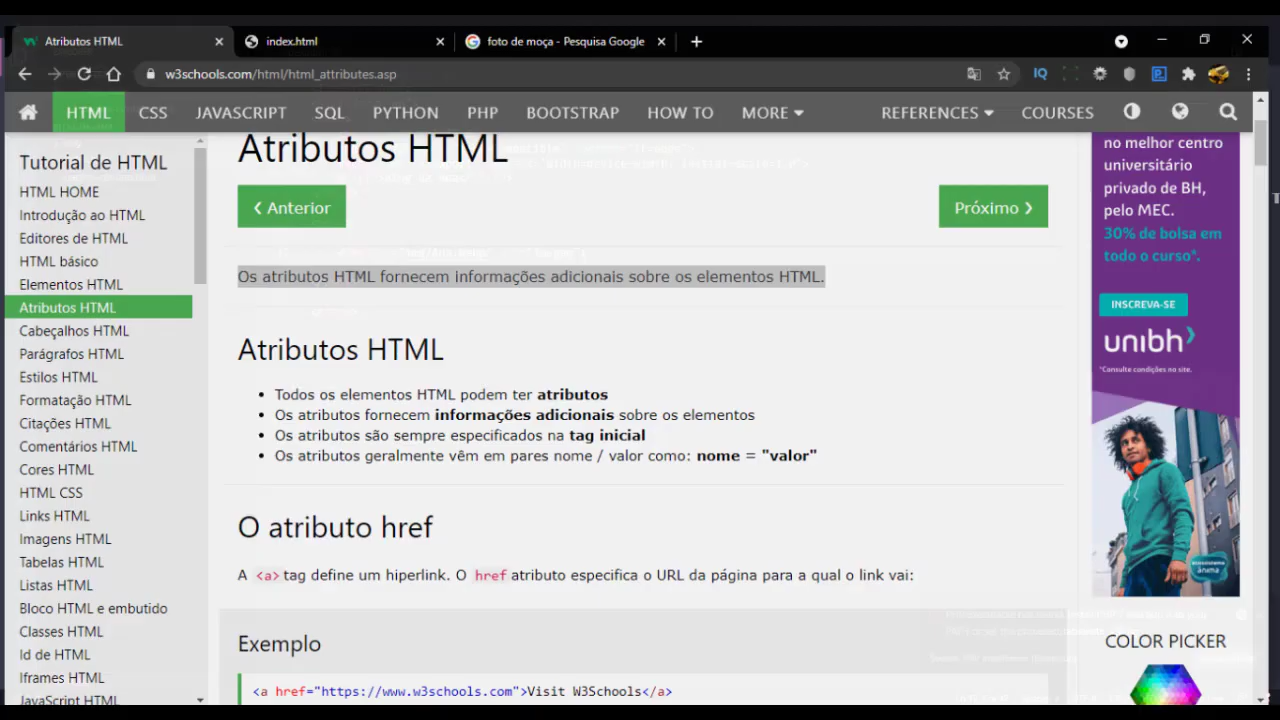 Atributos HTML
index.html
foto de moça - Pesquisa Google
w3schools.com/html/html_attributes.asp
IQ
HTML CSS JAVASCRIPT SQL PYTHON PHP BOOTSTRAP HOW TO MORE REFERENCES COURSES
Tutorial de HTML
HTML HOME
Introdução ao HTML
Editores de HTML
HTML básico
Elementos HTML
Atributos HTML
Cabeçalhos HTML
Parágrafos HTML
Estilos HTML
Formatação HTML
Citações HTML
Comentários HTML
Cores HTML
HTML CSS
Links HTML
Imagens HTML
Tabelas HTML
Listas HTML
Bloco HTML e embutido
Classes HTML
Id de HTML
Iframes HTML
JavaScript HTML
Atributos HTML
❮ Anterior
Próximo ❯
Os atributos HTML fornecem informações adicionais sobre os elementos HTML.
Atributos HTML
• Todos os elementos HTML podem ter atributos
• Os atributos fornecem informações adicionais sobre os elementos
• Os atributos são sempre especificados na tag inicial
• Os atributos geralmente vêm em pares nome / valor como: nome = "valor"
O atributo href
A <a> tag define um hiperlink. O href atributo especifica o URL da página para a qual o link vai:
Exemplo
<a href="https://www.w3schools.com">Visit W3Schools</a>
no melhor centro
universitário
privado de BH,
pelo MEC.
30% de bolsa em
todo o curso*.
INSCREVA-SE
unibh
*Consulte condições no site.
ecossistema
ânima
COLOR PICKER